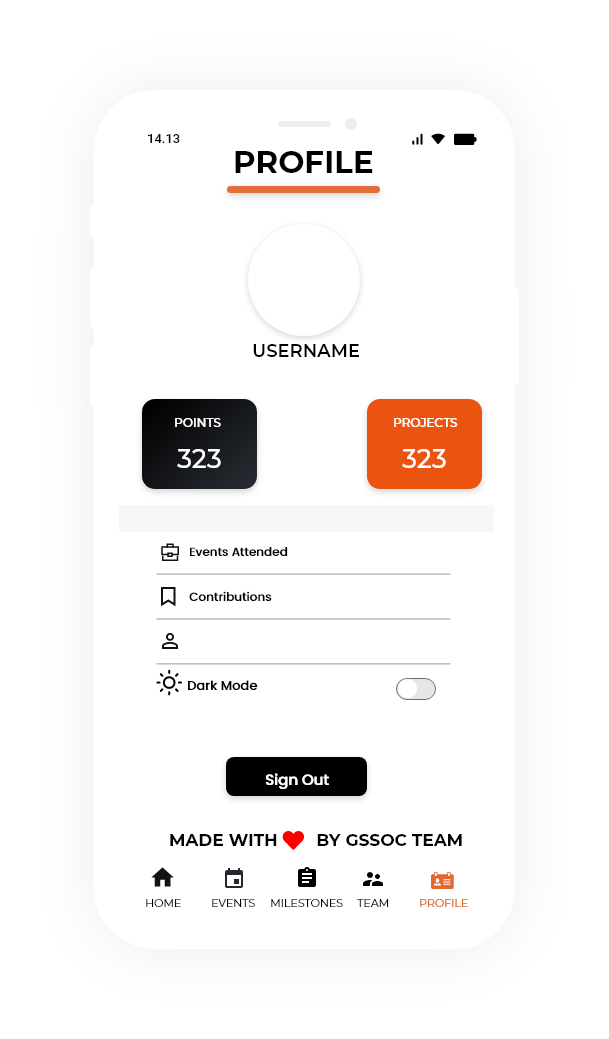 14.13
PROFILE
USERNAME
POINTS PROJECTS
323 323
Events Attended
Contributions
Dark Mode
Sign Out
MADE WITH BY GSSOC TEAM
HOME EVENTS MILESTONES TEAM PROFILE